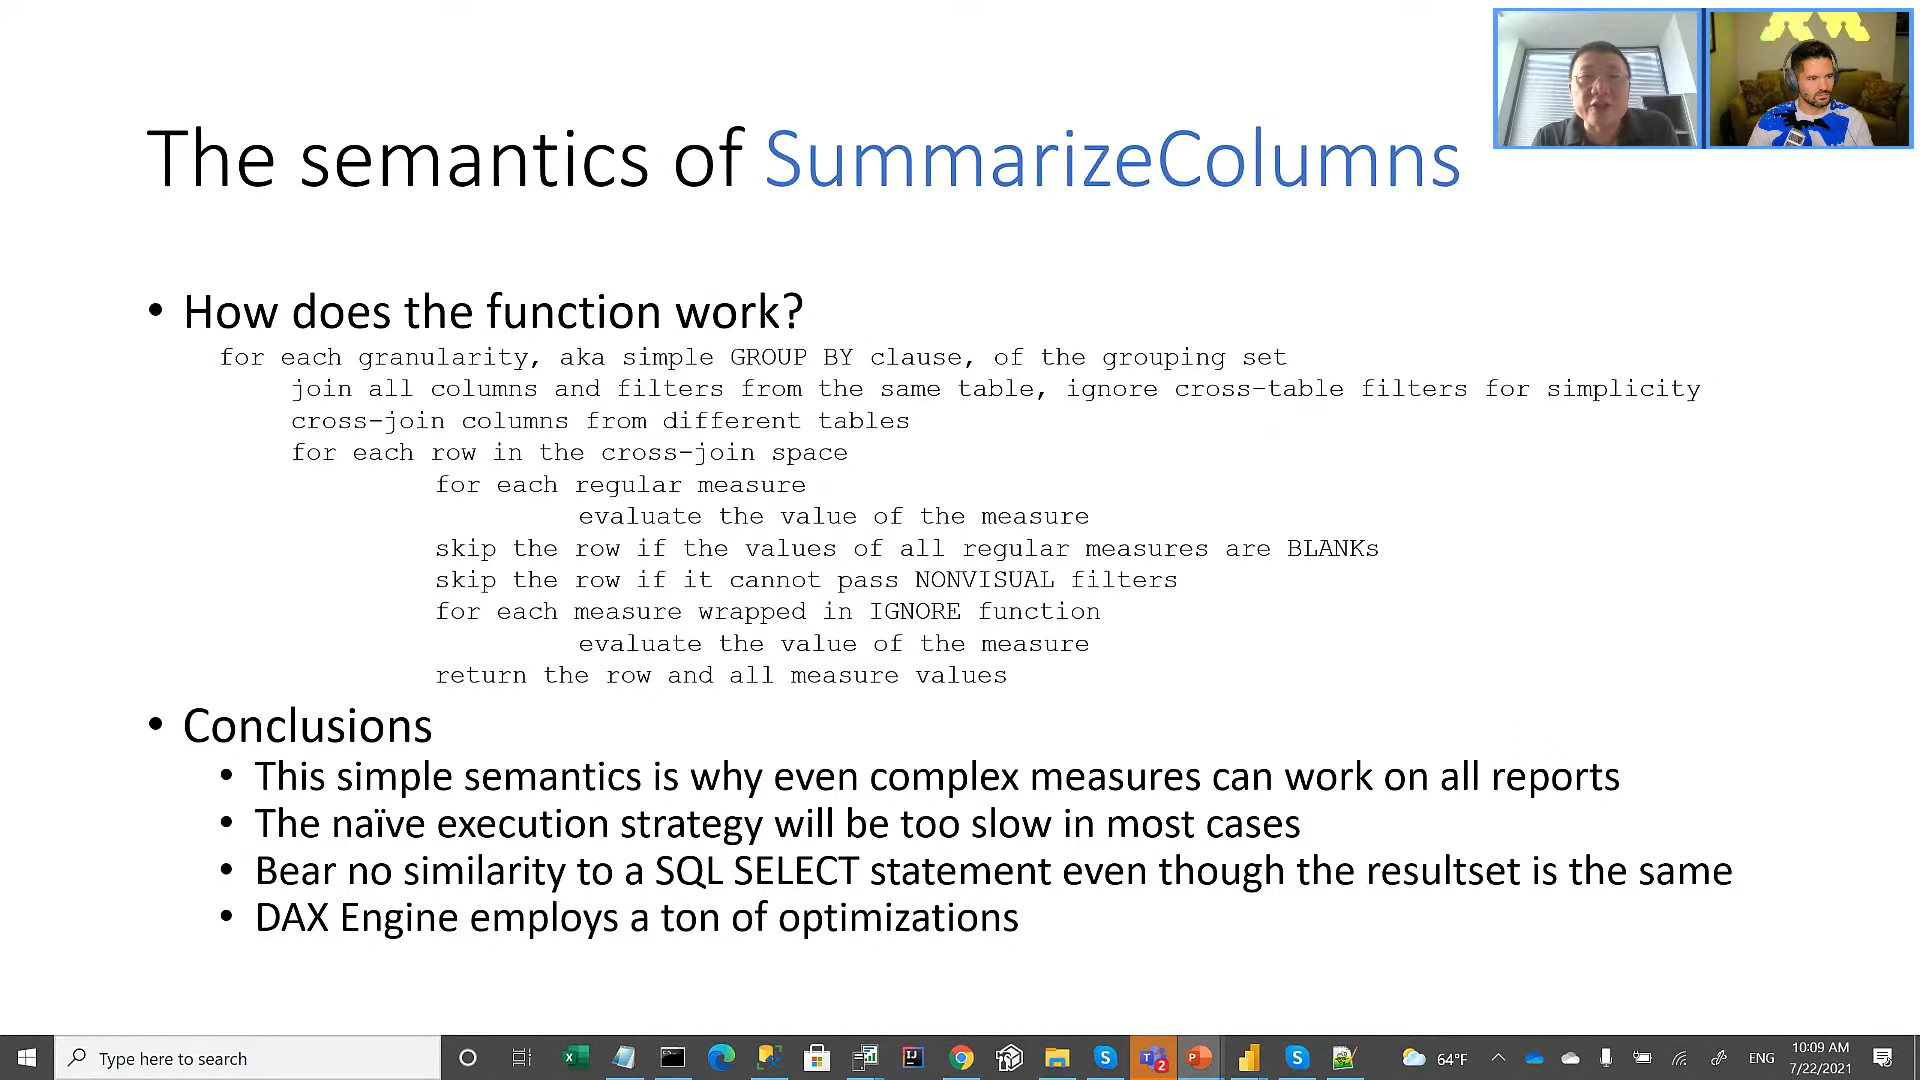 The semantics of SummarizeColumns
• How does the function work?
for each granularity, aka simple GROUP BY clause, of the grouping set
join all columns and filters from the same table, ignore cross-table filters for simplicity
cross-join columns from different tables
for each row in the cross-join space
for each regular measure
evaluate the value of the measure
skip the row if the values of all regular measures are BLANKs
skip the row if it cannot pass NONVISUAL filters
for each measure wrapped in IGNORE function
evaluate the value of the measure
return the row and all measure values
• Conclusions
• This simple semantics is why even complex measures can work on all reports
• The naïve execution strategy will be too slow in most cases
• Bear no similarity to a SQL SELECT statement even though the resultset is the same
• DAX Engine employs a ton of optimizations
Type here to search
64°F
ENG
10:09 AM
7/22/2021